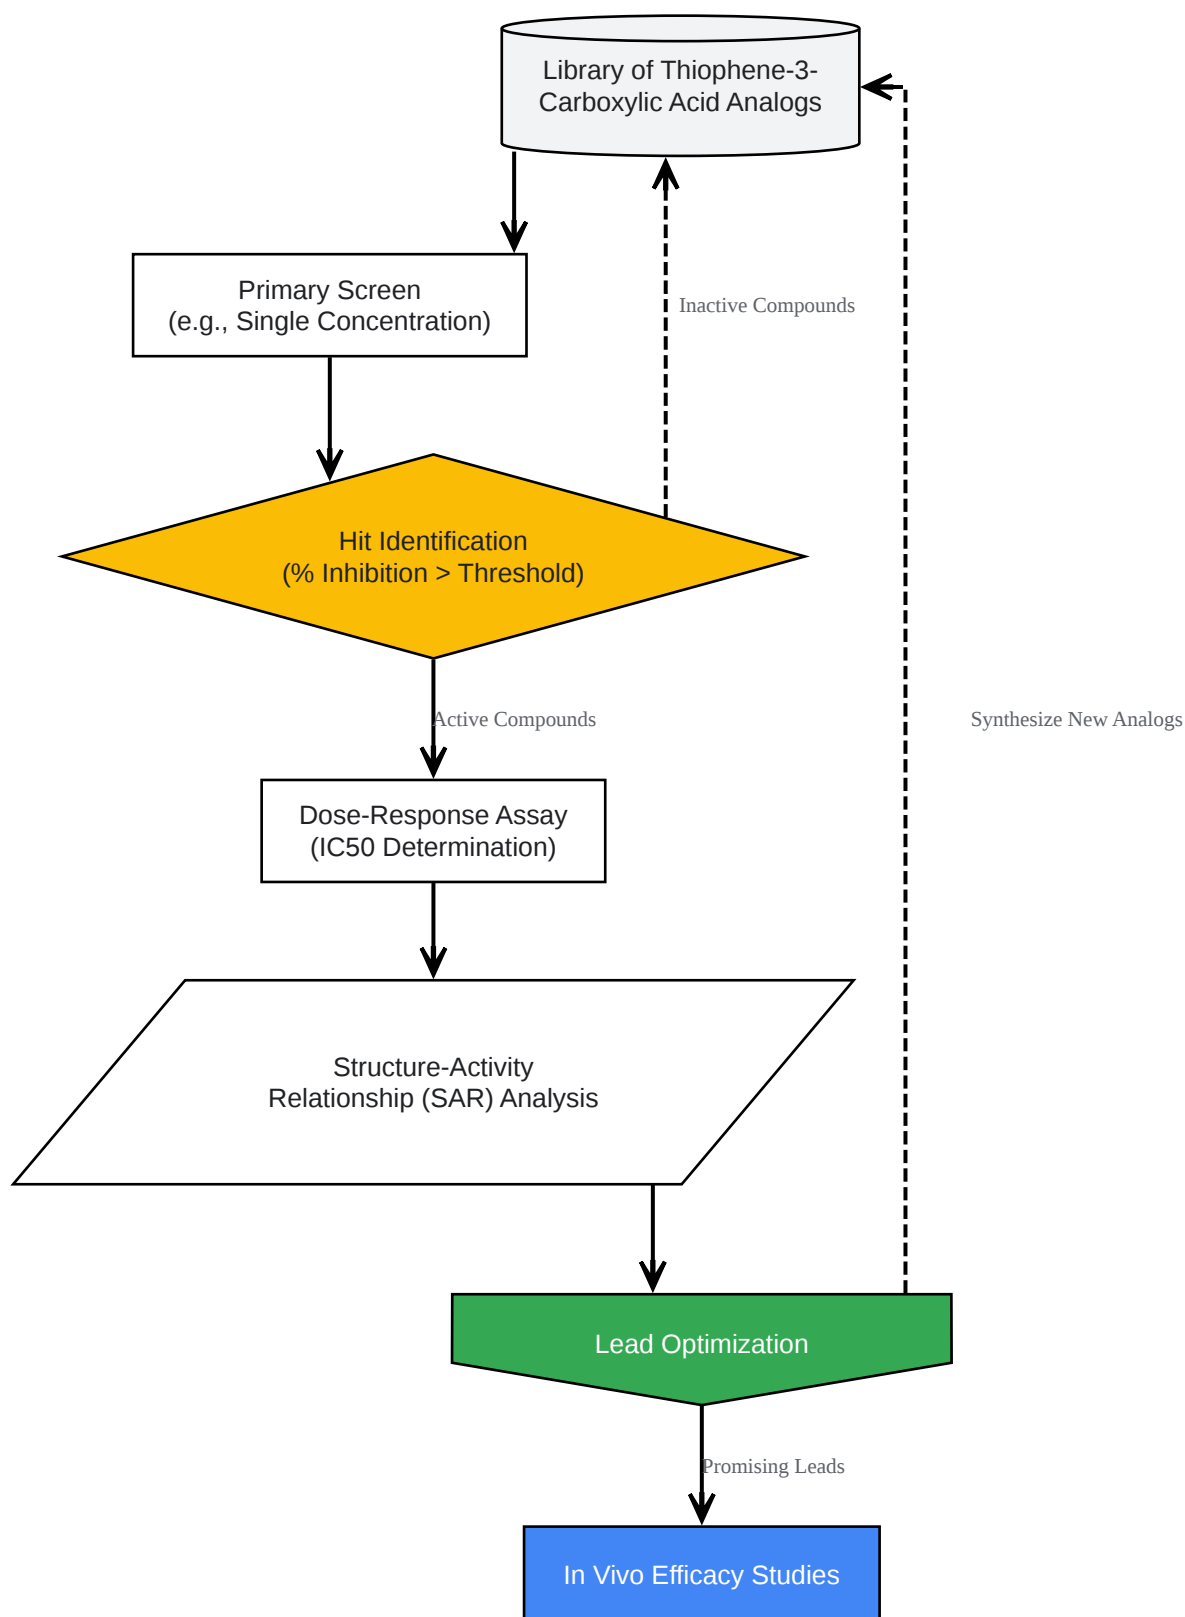 Library of Thiophene-3-
Carboxylic Acid Analogs
Primary Screen
(e.g., Single Concentration)
Inactive Compounds
Hit Identification
(% Inhibition > Threshold)
Active Compounds
Synthesize New Analogs
Dose-Response Assay
(IC50 Determination)
Structure-Activity
Relationship (SAR) Analysis
Lead Optimization
Promising Leads
In Vivo Efficacy Studies